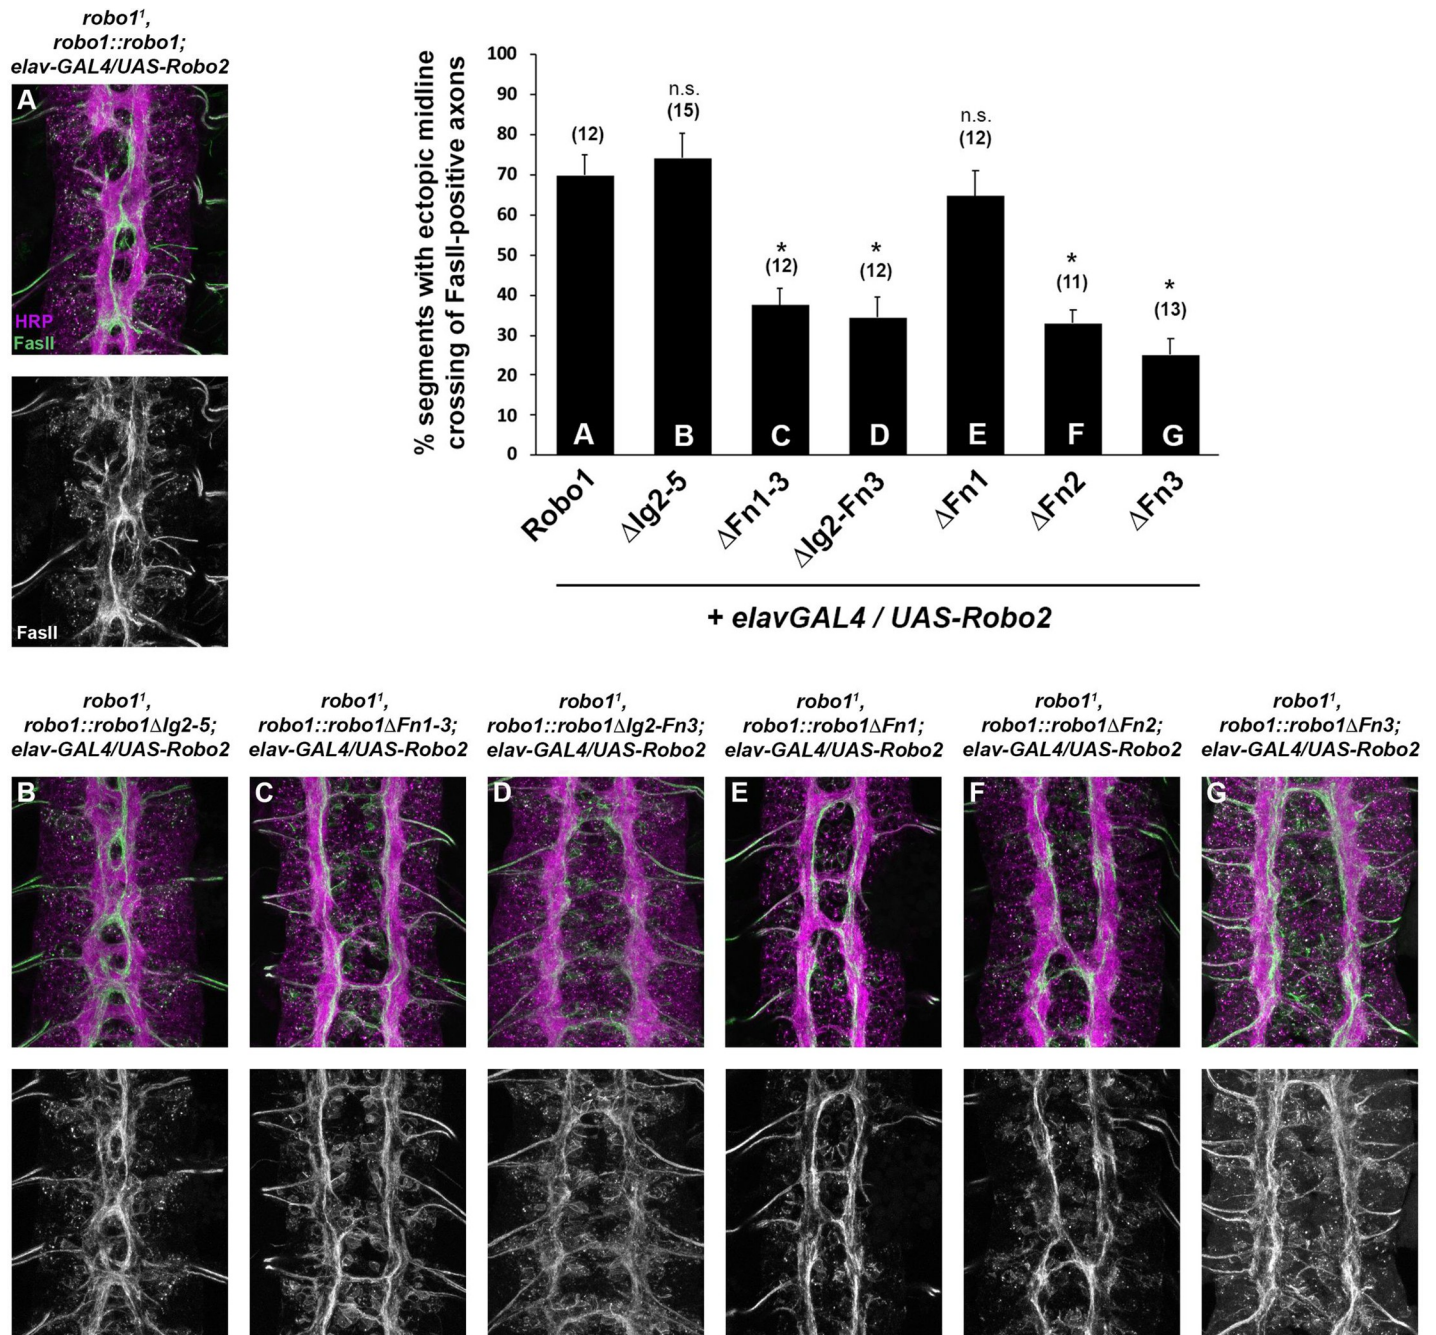 robo1¹,
robo1::robo1;
elav-GAL4/UAS-Robo2
A
HRP
FasII
FasII
% segments with ectopic midline
crossing of FasII-positive axons
100
90
80
70
60
50
40
30
20
10
0
(12)
n.s.
(15)
*
(12)
*
(12)
n.s.
(12)
*
(11)
*
(13)
A B C D E F G
Robo1
ΔIg2-5
ΔFn1-3
ΔIg2-Fn3
ΔFn1
ΔFn2
ΔFn3
+ elavGAL4 / UAS-Robo2
robo1¹,
robo1::robo1ΔIg2-5;
elav-GAL4/UAS-Robo2
B
robo1¹,
robo1::robo1ΔFn1-3;
elav-GAL4/UAS-Robo2
C
robo1¹,
robo1::robo1ΔIg2-Fn3;
elav-GAL4/UAS-Robo2
D
robo1¹,
robo1::robo1ΔFn1;
elav-GAL4/UAS-Robo2
E
robo1¹,
robo1::robo1ΔFn2;
elav-GAL4/UAS-Robo2
F
robo1¹,
robo1::robo1ΔFn3;
elav-GAL4/UAS-Robo2
G